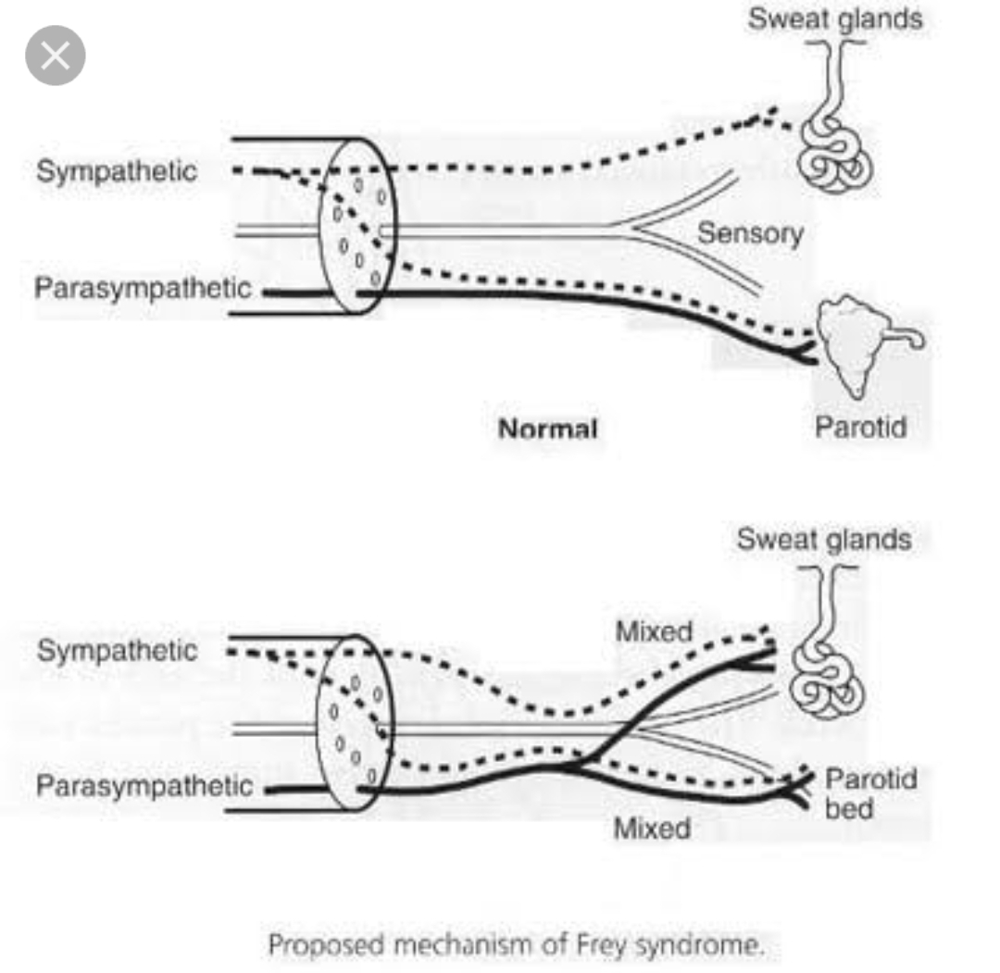 Sweat glands
Sympathetic
Sensory
Parasympathetic
Normal
Parotid
Sweat glands
Mixed
Sympathetic
Parasympathetic
Parotid
bed
Mixed
Proposed mechanism of Frey syndrome.